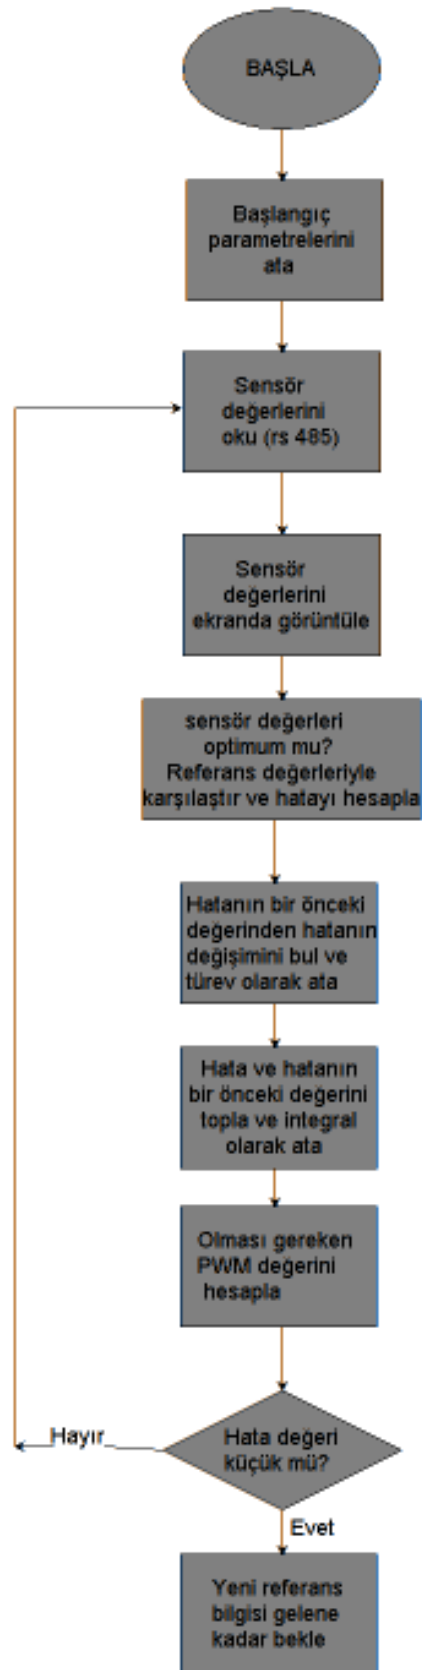 BAŞLA
Başlangıç
parametrelerini
ata
Sensör
değerlerini
oku (rs 485)
Sensör
değerlerini
ekranda görüntüle
sensör değerleri
optimum mu?
Referans değerleriyle
karşılaştır ve hatayı hesapla
Hatanın bir önceki
değerinden hatanın
değişimini bul ve
türev olarak ata
Hata ve hatanın
bir önceki değerini
topla ve integral
olarak ata
Olması gereken
PWM değerini
hesapla
Hata değeri
küçük mü?
Hayır
Evet
Yeni referans
bilgisi gelene
kadar bekle